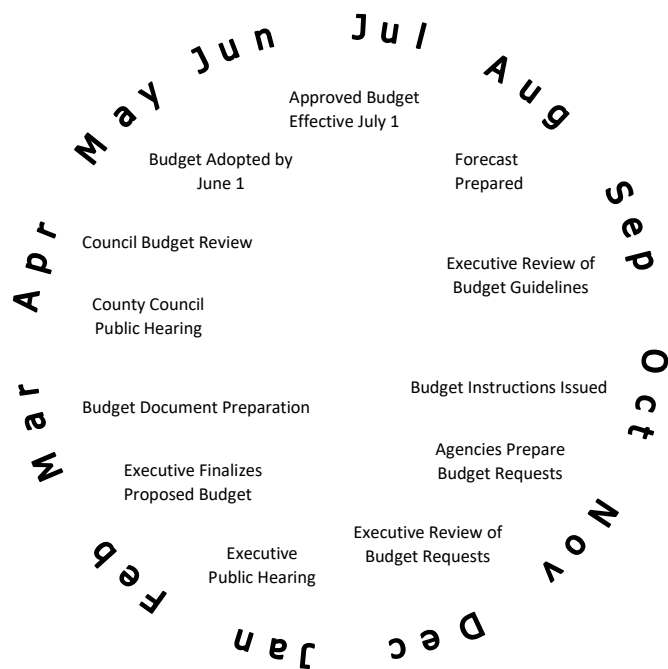 Jul
Aug
Sep
Oct
Nov
Dec
Jan
Feb
Mar
Apr
May
Jun
Approved Budget
Effective July 1
Forecast
Prepared
Executive Review of
Budget Guidelines
Budget Instructions Issued
Agencies Prepare
Budget Requests
Executive Review of
Budget Requests
Executive
Public Hearing
Executive Finalizes
Proposed Budget
Budget Document Preparation
County Council
Public Hearing
Council Budget Review
Budget Adopted by
June 1